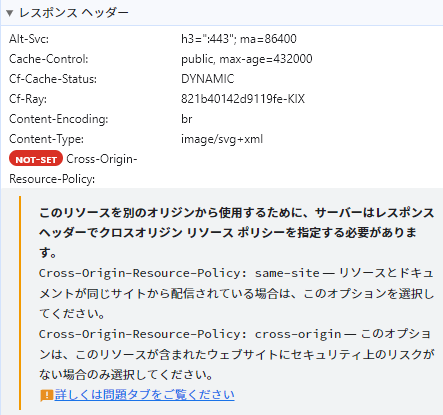 ▼ レスポンス ヘッダー
Alt-Svc: h3=":443"; ma=86400
Cache-Control: public, max-age=432000
Cf-Cache-Status: DYNAMIC
Cf-Ray: 821b40142d9119fe-KIX
Content-Encoding: br
Content-Type: image/svg+xml
NOT-SET Cross-Origin-
Resource-Policy:
このリソースを別のオリジンから使用するために、サーバーはレスポンス
ヘッダーでクロスオリジン リソース ポリシーを指定する必要がありま
す。
Cross-Origin-Resource-Policy: same-site — リソースとドキュ
メントが同じサイトから配信されている場合は、このオプションを選択し
てください。
Cross-Origin-Resource-Policy: cross-origin — このオプショ
ンは、このリソースが含まれたウェブサイトにセキュリティ上のリスクが
ない場合のみ選択してください。
詳しくは問題タブをご覧ください